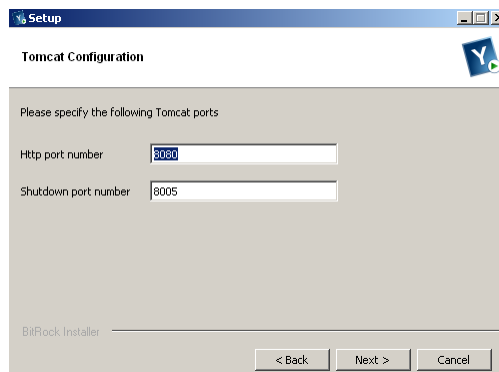 Setup
Tomcat Configuration
Please specify the following Tomcat ports
Http port number 8080
Shutdown port number 8005
BitRock Installer
< Back Next > Cancel